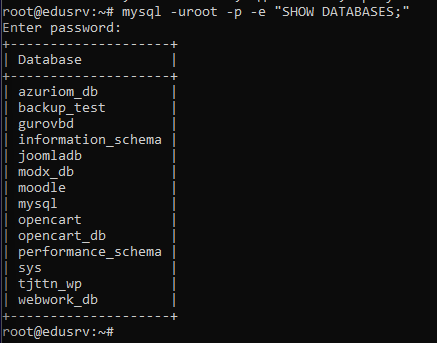 root@edusrv:~# mysql -uroot -p -e "SHOW DATABASES;"
Enter password:
+--------------------+
| Database           |
+--------------------+
| azuriom_db         |
| backup_test        |
| gurovbd            |
| information_schema |
| joomladb           |
| modx_db            |
| moodle             |
| mysql              |
| opencart           |
| opencart_db        |
| performance_schema |
| sys                |
| tjttn_wp           |
| webwork_db         |
+--------------------+
root@edusrv:~#